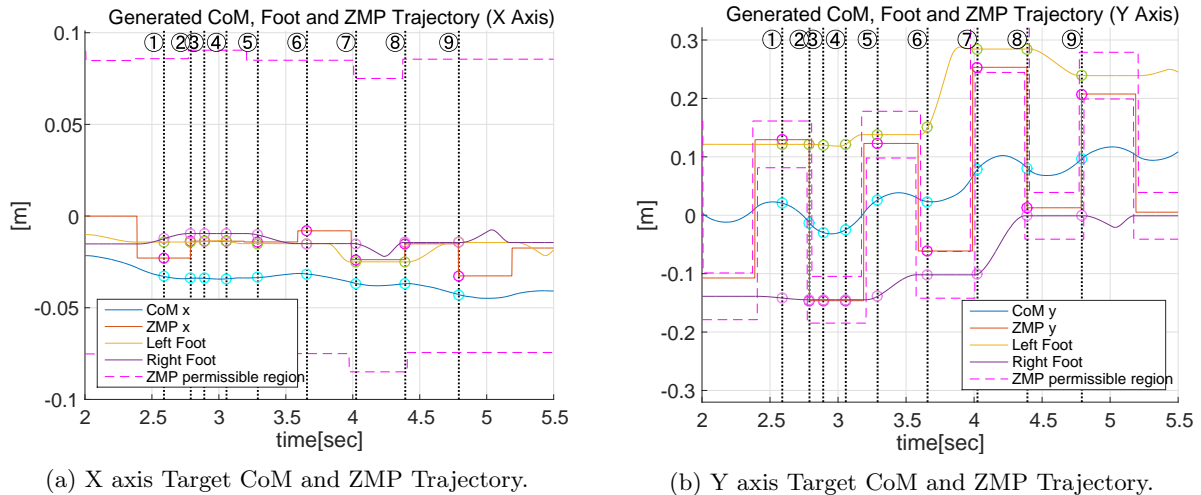 Generated CoM, Foot and ZMP Trajectory (X Axis)
0.1
0.05
0
-0.05
-0.1
[m]
① ② ③ ④ ⑤ ⑥ ⑦ ⑧ ⑨
CoM x
ZMP x
Left Foot
Right Foot
ZMP permissible region
2 2.5 3 3.5 4 4.5 5 5.5
time[sec]
(a) X axis Target CoM and ZMP Trajectory.
Generated CoM, Foot and ZMP Trajectory (Y Axis)
0.3
0.2
0.1
0
-0.1
-0.2
-0.3
[m]
① ② ③ ④ ⑤ ⑥ ⑦ ⑧ ⑨
CoM y
ZMP y
Left Foot
Right Foot
ZMP permissible region
2 2.5 3 3.5 4 4.5 5 5.5
time[sec]
(b) Y axis Target CoM and ZMP Trajectory.